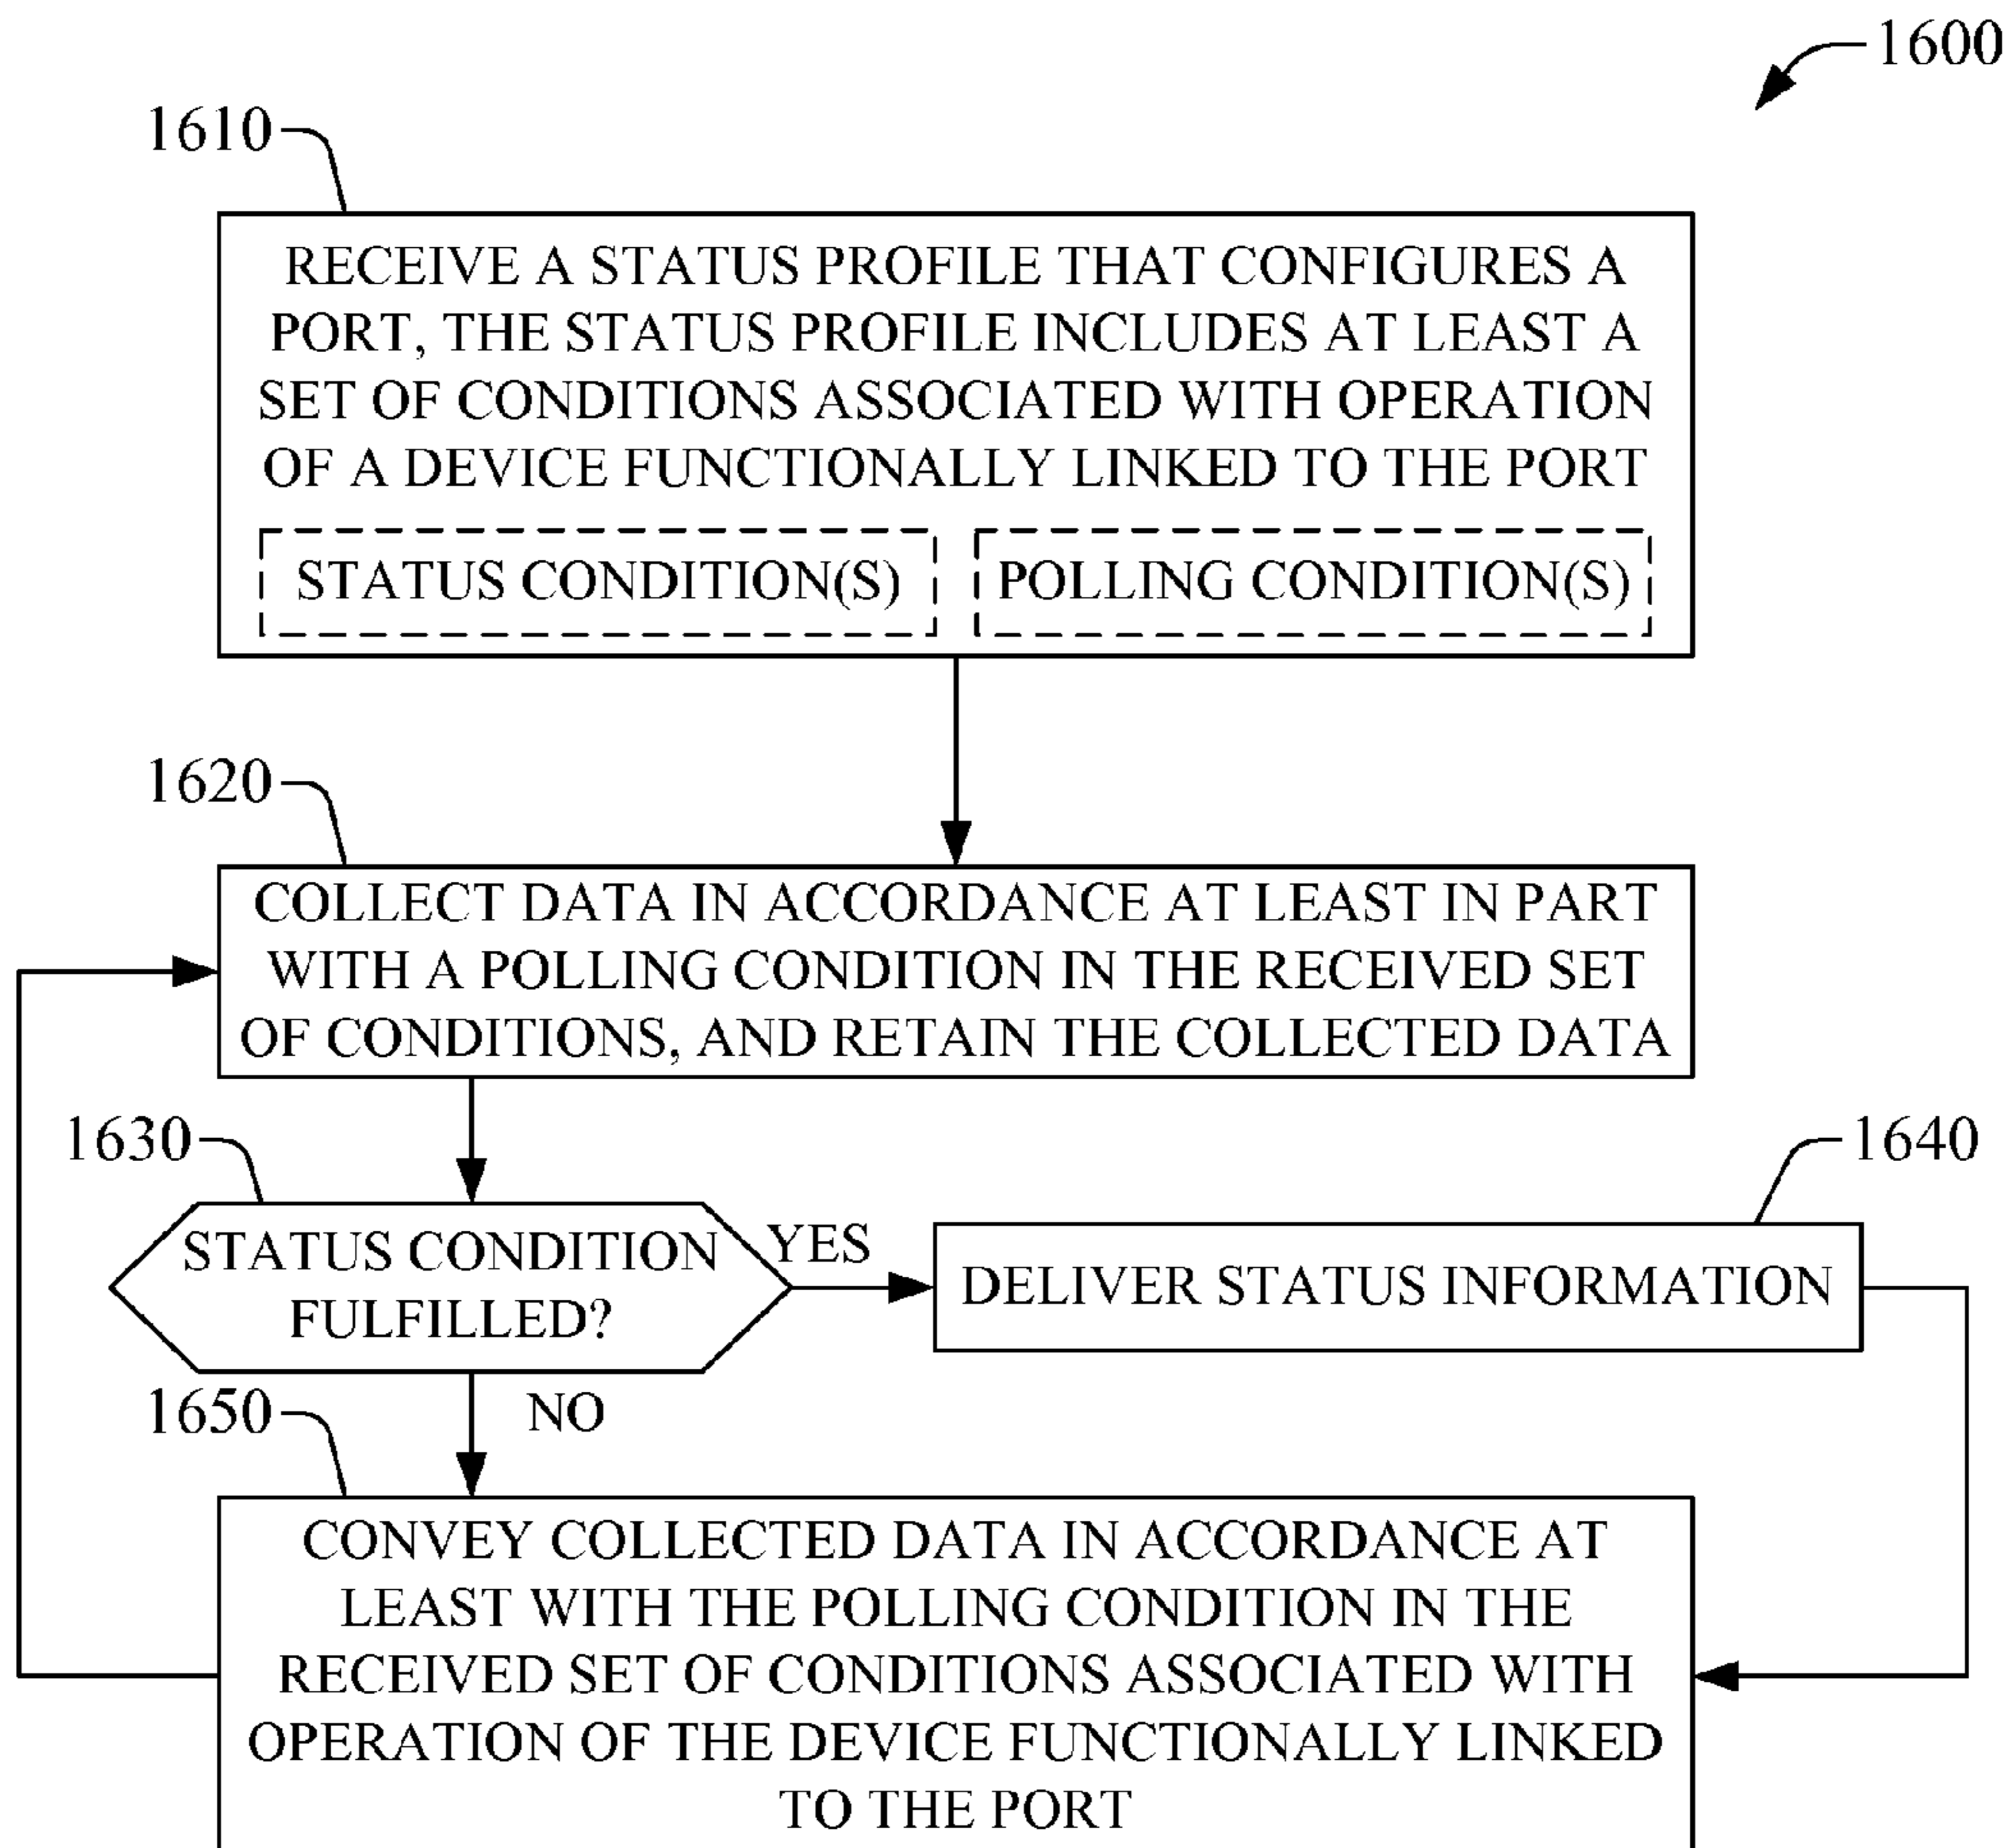 1600
1610
RECEIVE A STATUS PROFILE THAT CONFIGURES A
PORT, THE STATUS PROFILE INCLUDES AT LEAST A
SET OF CONDITIONS ASSOCIATED WITH OPERATION
OF A DEVICE FUNCTIONALLY LINKED TO THE PORT
STATUS CONDITION(S)
POLLING CONDITION(S)
1620
COLLECT DATA IN ACCORDANCE AT LEAST IN PART
WITH A POLLING CONDITION IN THE RECEIVED SET
OF CONDITIONS, AND RETAIN THE COLLECTED DATA
1630
STATUS CONDITION
FULFILLED?
YES
1640
DELIVER STATUS INFORMATION
NO
1650
CONVEY COLLECTED DATA IN ACCORDANCE AT
LEAST WITH THE POLLING CONDITION IN THE
RECEIVED SET OF CONDITIONS ASSOCIATED WITH
OPERATION OF THE DEVICE FUNCTIONALLY LINKED
TO THE PORT